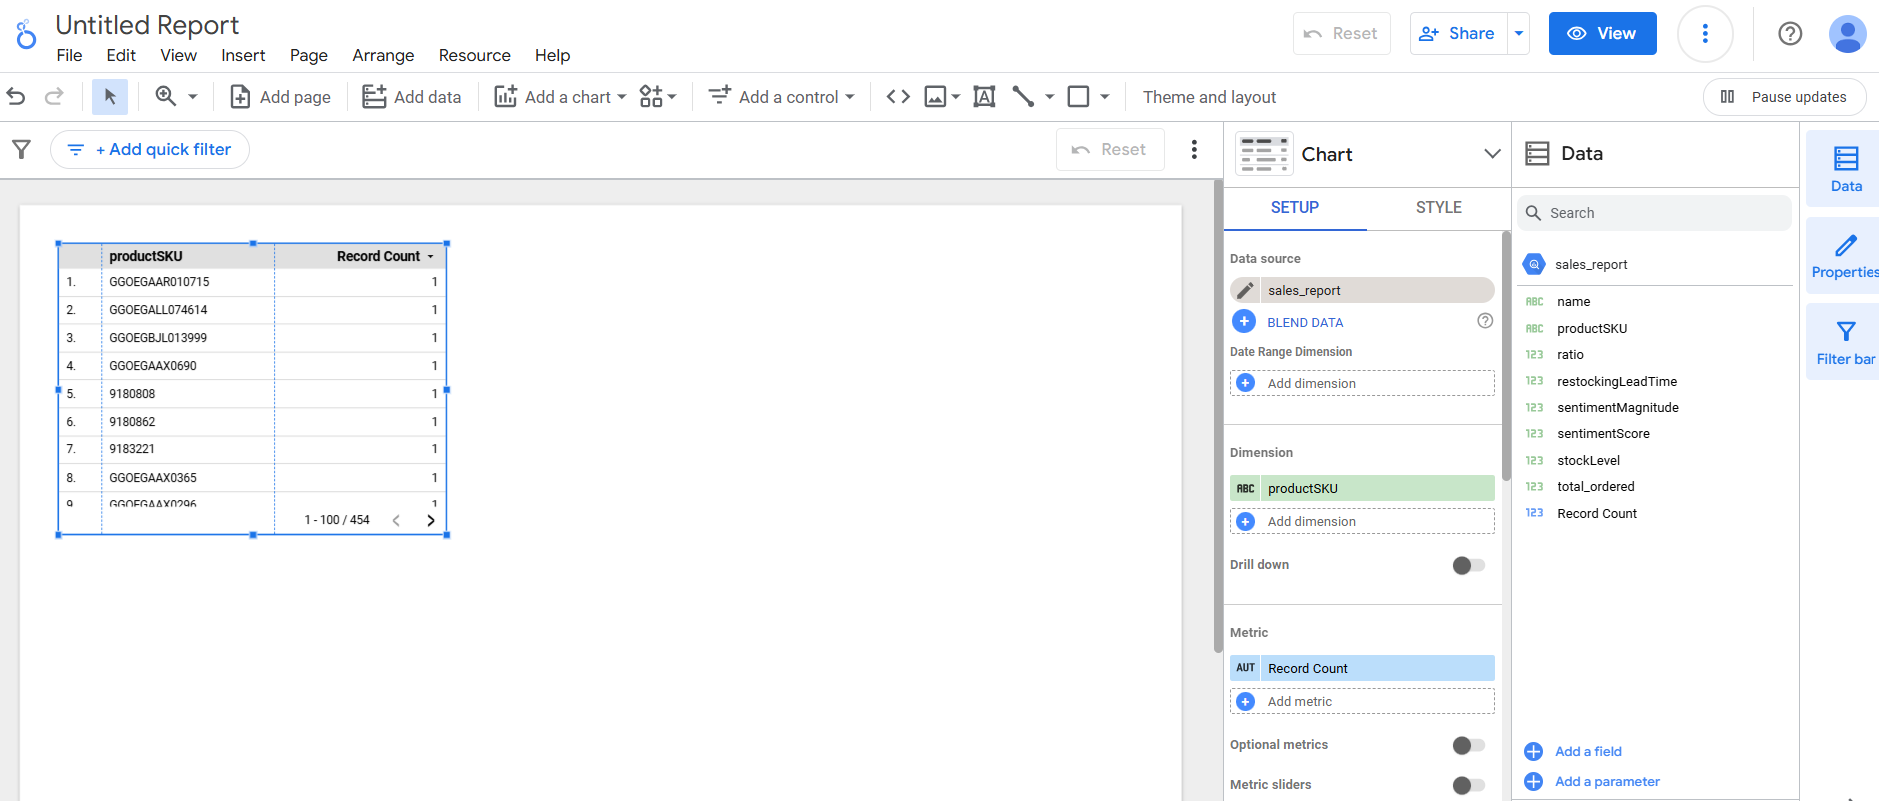 Untitled Report
File Edit View Insert Page Arrange Resource Help
Reset Share View
Add page Add data Add a chart Add a control Theme and layout Pause updates
+ Add quick filter Reset
productSKU Record Count
1. GGOEGAAR010715 1
2. GGOEGALL074614 1
3. GGOEGBJL013999 1
4. GGOEGAAX0690 1
5. 9180808 1
6. 9180862 1
7. 9183221 1
8. GGOEGAAX0365 1
9. GGOEGAAX0296 1
1 - 100 / 454
Chart
SETUP STYLE
Data source
sales_report
BLEND DATA
Date Range Dimension
Add dimension
Dimension
ABC productSKU
Add dimension
Drill down
Metric
AUT Record Count
Add metric
Optional metrics
Metric sliders
Data
Search
sales_report
ABC name
ABC productSKU
123 ratio
123 restockingLeadTime
123 sentimentMagnitude
123 sentimentScore
123 stockLevel
123 total_ordered
123 Record Count
Add a field
Add a parameter
Data
Properties
Filter bar